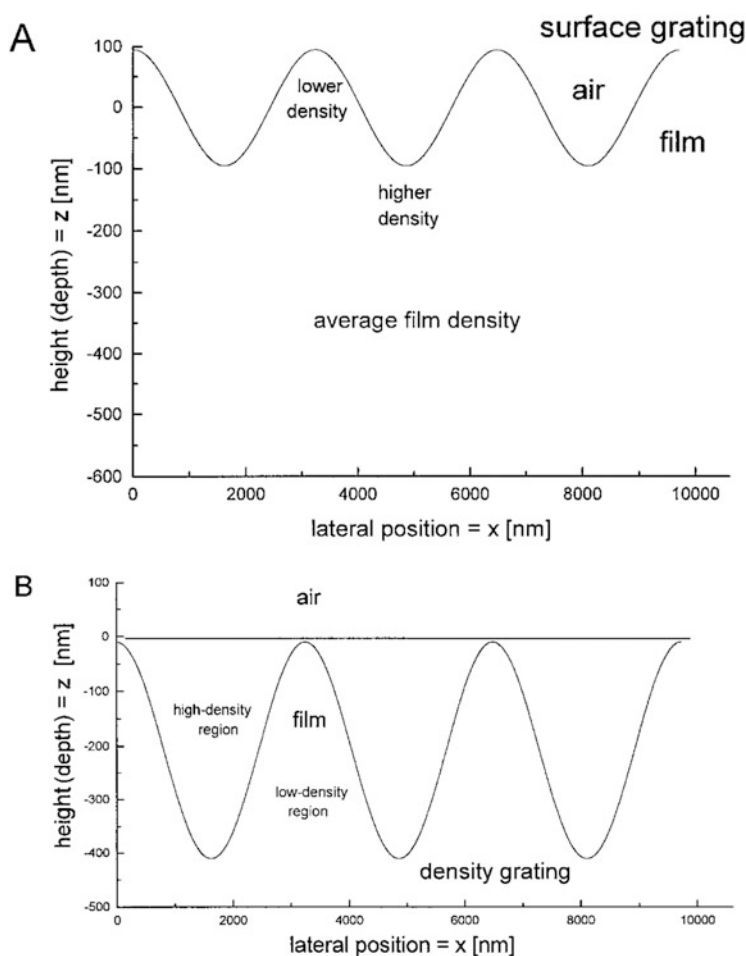 A
surface grating
100
0
-100
-200
-300
-400
-500
-600
height (depth) = z [nm]
lower
density
air
film
higher
density
average film density
0
2000
4000
6000
8000
10000
lateral position = x [nm]
B
100
0
-100
-200
-300
-400
-500
height (depth) = z [nm]
air
high-density
region
film
low-density
region
density grating
0
2000
4000
6000
8000
10000
lateral position = x [nm]